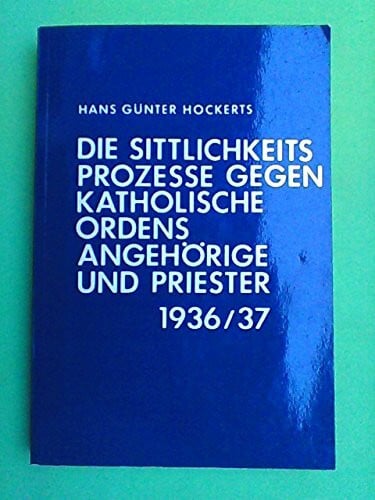 HANS GÜNTER HOCKERTS
DIE SITTLICHKEITS
PROZESSE GEGEN
KATHOLISCHE
ORDENS
ANGEHÖRIGE
UND PRIESTER
1936/37